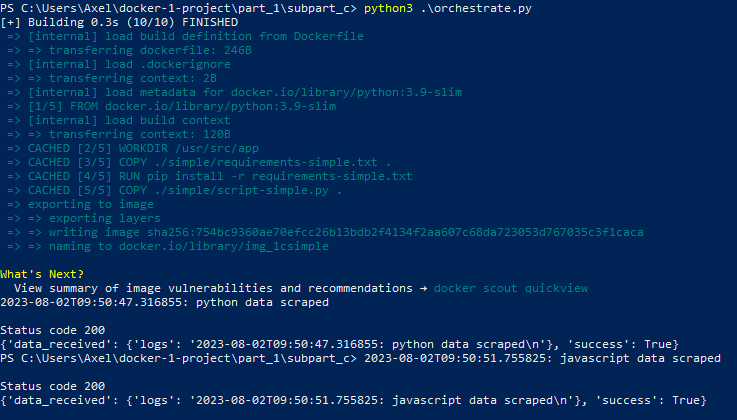 PS C:\Users\Axel\docker-1-project\part_1\subpart_c> python3 .\orchestrate.py
[+] Building 0.3s (10/10) FINISHED
=> [internal] load build definition from Dockerfile
=> => transferring dockerfile: 246B
=> [internal] load .dockerignore
=> => transferring context: 2B
=> [internal] load metadata for docker.io/library/python:3.9-slim
=> [1/5] FROM docker.io/library/python:3.9-slim
=> [internal] load build context
=> => transferring context: 120B
=> CACHED [2/5] WORKDIR /usr/src/app
=> CACHED [3/5] COPY ./simple/requirements-simple.txt .
=> CACHED [4/5] RUN pip install -r requirements-simple.txt
=> CACHED [5/5] COPY ./simple/script-simple.py .
=> exporting to image
=> => exporting layers
=> => writing image sha256:754bc9360ae70efcc26b13bdb2f4134f2aa607c68da723053d767035c3f1caca
=> => naming to docker.io/library/img_1csimple
What's Next?
View summary of image vulnerabilities and recommendations → docker scout quickview
2023-08-02T09:50:47.316855: python data scraped
Status code 200
{'data_received': {'logs': '2023-08-02T09:50:47.316855: python data scraped\n'}, 'success': True}
PS C:\Users\Axel\docker-1-project\part_1\subpart_c> 2023-08-02T09:50:51.755825: javascript data scraped
Status code 200
{'data_received': {'logs': '2023-08-02T09:50:51.755825: javascript data scraped\n'}, 'success': True}